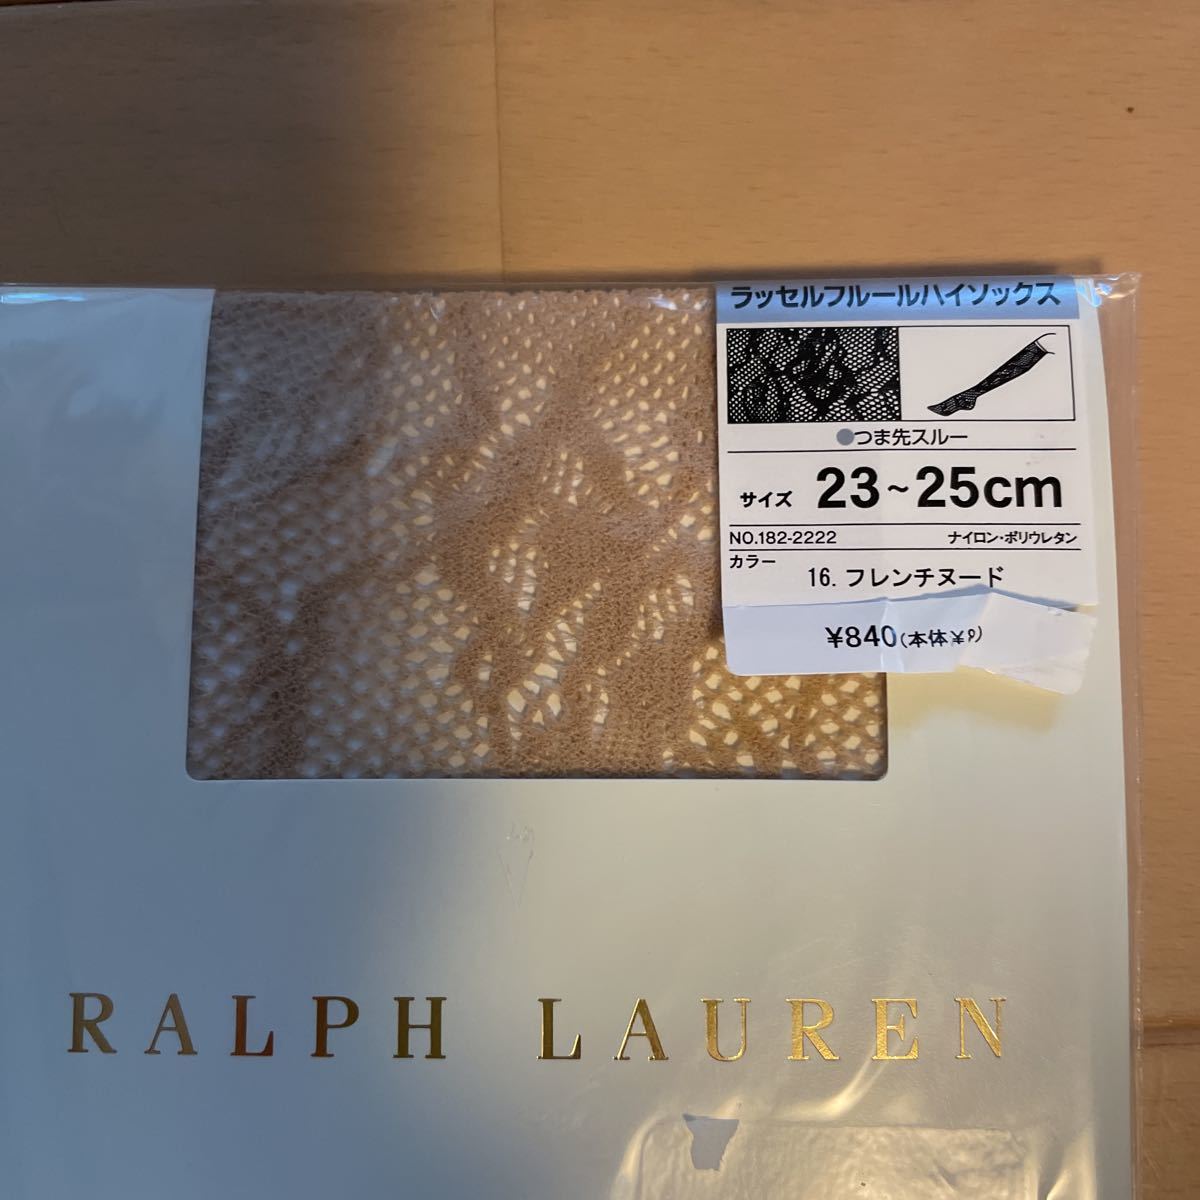 ラッセルフルールハイソックス
●つま先スルー
サイズ 23~25cm
NO.182-2222 ナイロン・ポリウレタン
カラー 16. フレンチヌード
¥840(本体¥
RALPH LAUREN